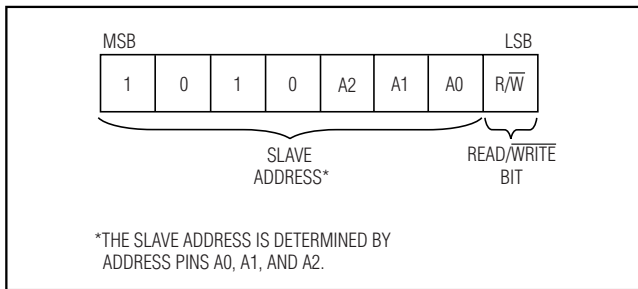 MSB LSB
1 0 1 0 A2 A1 A0 R/W̅
SLAVE READ/W̅R̅I̅T̅E̅
ADDRESS* BIT
*THE SLAVE ADDRESS IS DETERMINED BY
ADDRESS PINS A0, A1, AND A2.